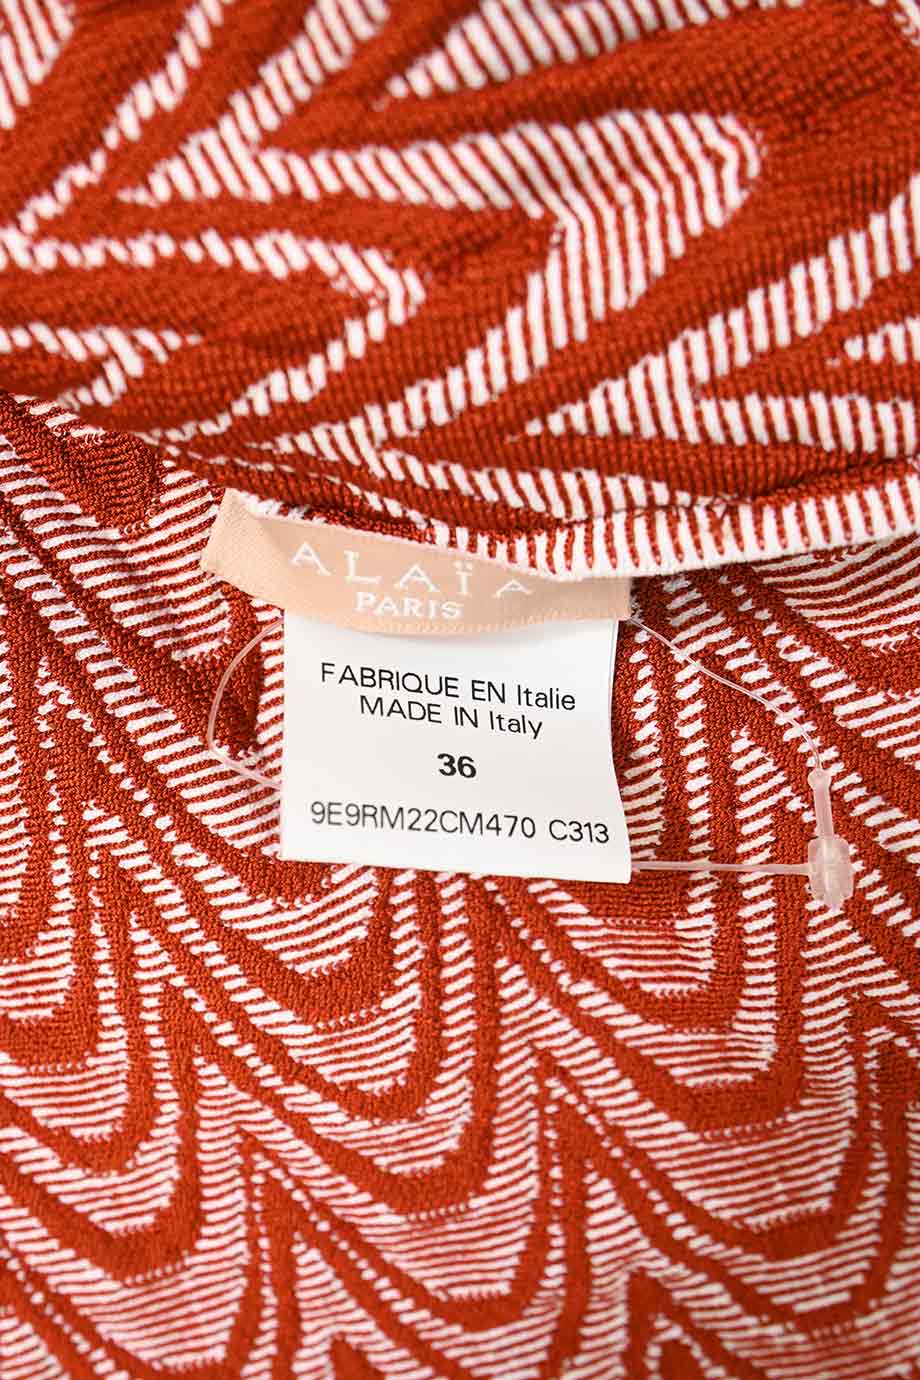 ALAÏA
PARIS
FABRIQUE EN Italie
MADE IN Italy
36
9E9RM22CM470 C313